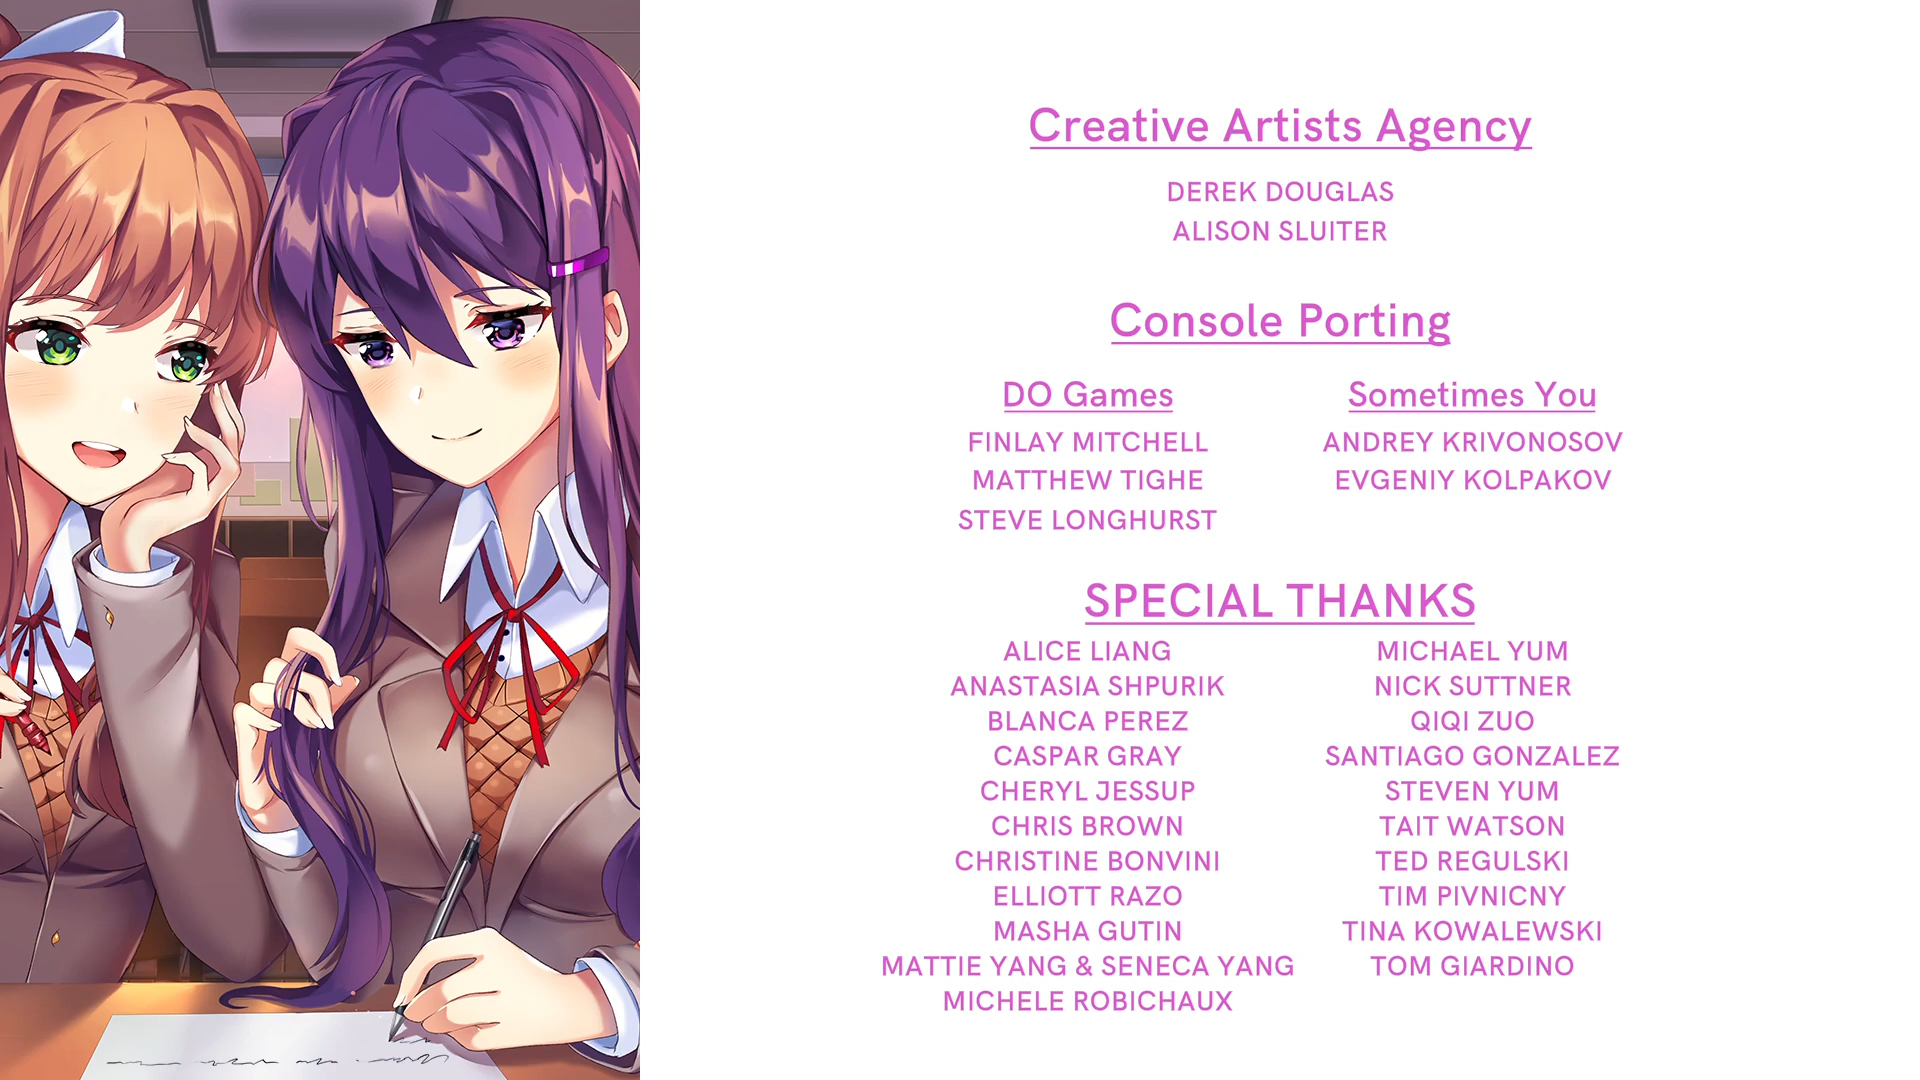 Creative Artists Agency
DEREK DOUGLAS
ALISON SLUITER
Console Porting
DO Games
FINLAY MITCHELL
MATTHEW TIGHE
STEVE LONGHURST
Sometimes You
ANDREY KRIVONOSOV
EVGENIY KOLPAKOV
SPECIAL THANKS
ALICE LIANG
ANASTASIA SHPURIK
BLANCA PEREZ
CASPAR GRAY
CHERYL JESSUP
CHRIS BROWN
CHRISTINE BONVINI
ELLIOTT RAZO
MASHA GUTIN
MATTIE YANG & SENECA YANG
MICHELE ROBICHAUX
MICHAEL YUM
NICK SUTTNER
QIQI ZUO
SANTIAGO GONZALEZ
STEVEN YUM
TAIT WATSON
TED REGULSKI
TIM PIVNICNY
TINA KOWALEWSKI
TOM GIARDINO